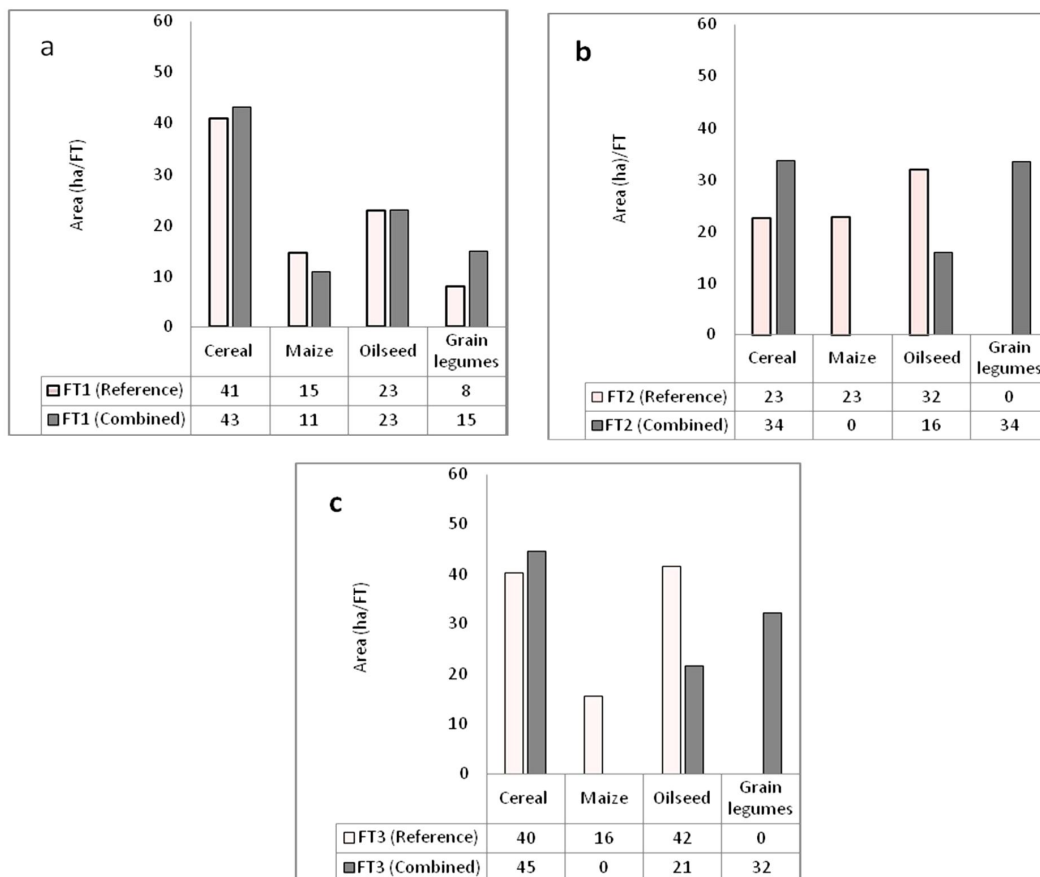 a
60
50
40
30
20
10
0
Area (ha/FT)
Cereal Maize Oilseed Grain
legumes
FT1 (Reference) 41 15 23 8
FT1 (Combined) 43 11 23 15
b
60
50
40
30
20
10
0
Area (ha)/FT
Cereal Maize Oilseed Grain
legumes
FT2 (Reference) 23 23 32 0
FT2 (Combined) 34 0 16 34
c
60
50
40
30
20
10
0
Area (ha/FT)
Cereal Maize Oilseed Grain
legumes
FT3 (Reference) 40 16 42 0
FT3 (Combined) 45 0 21 32